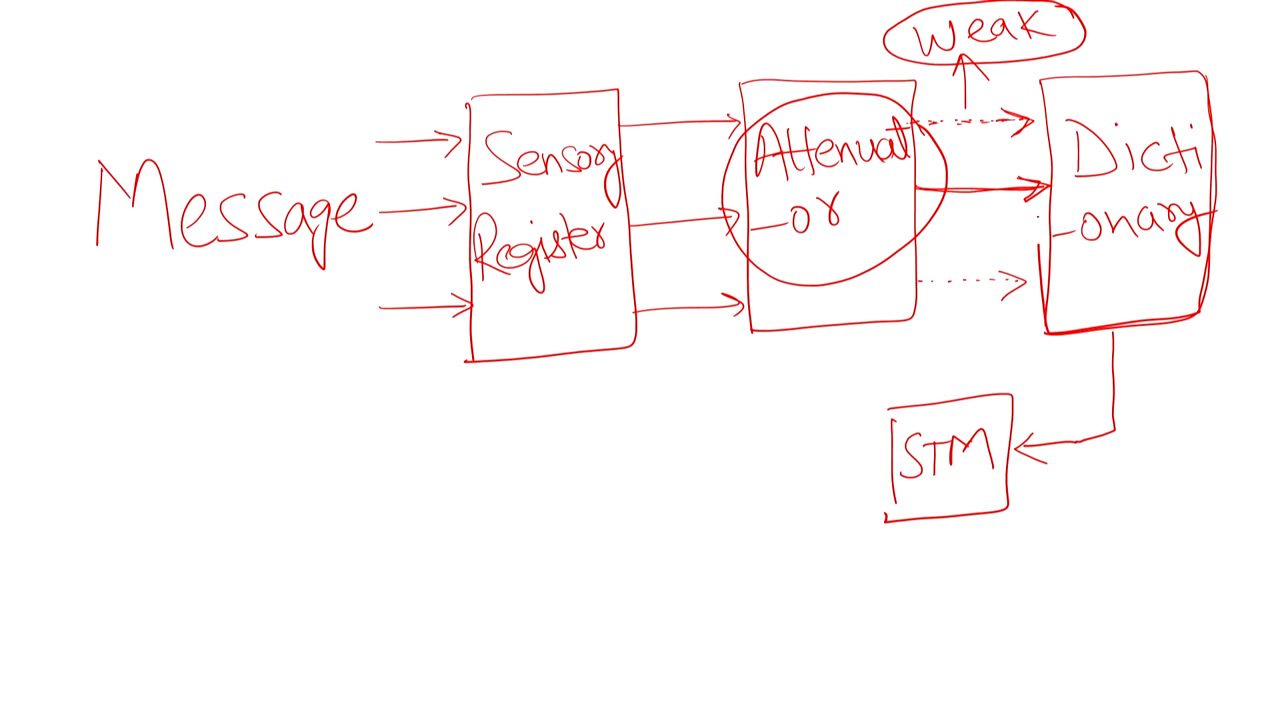 Weak
Message
Sensory
Register
Attenuat
-or
Dicti
-onary
STM